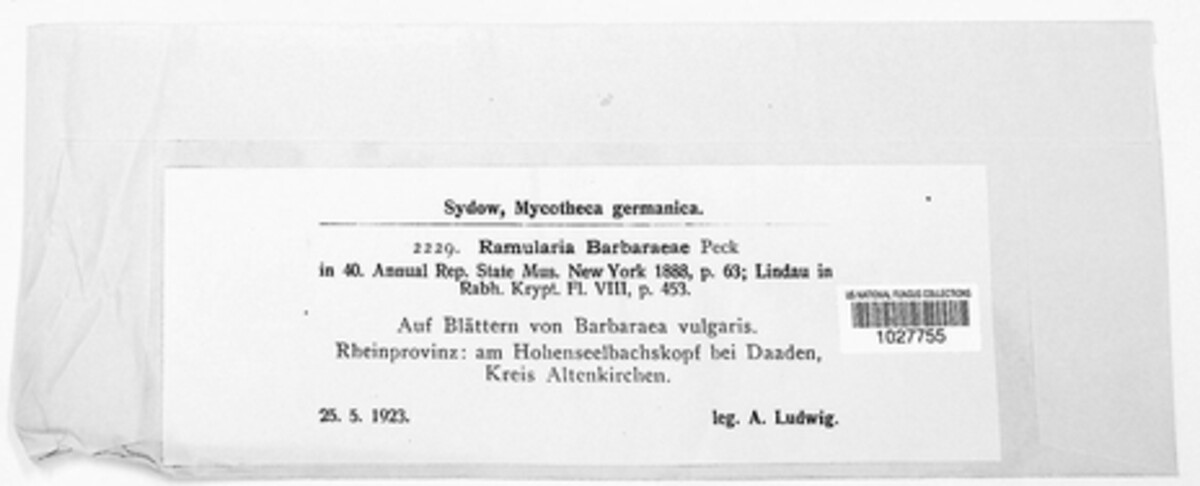 Sydow, Mycotheca germanica.
2229. Ramularia Barbaraeae Peck
in 40. Annual Rep. State Mus. New York 1888, p. 63; Lindau in
Rabh. Krypt. Fl. VIII, p. 453.
Auf Blättern von Barbaraea vulgaris.
Rheinprovinz: am Hohenseelbachskopf bei Daaden,
Kreis Altenkirchen.
25. 5. 1923. leg. A. Ludwig.
US NATIONAL FUNGUS COLLECTIONS
1027755